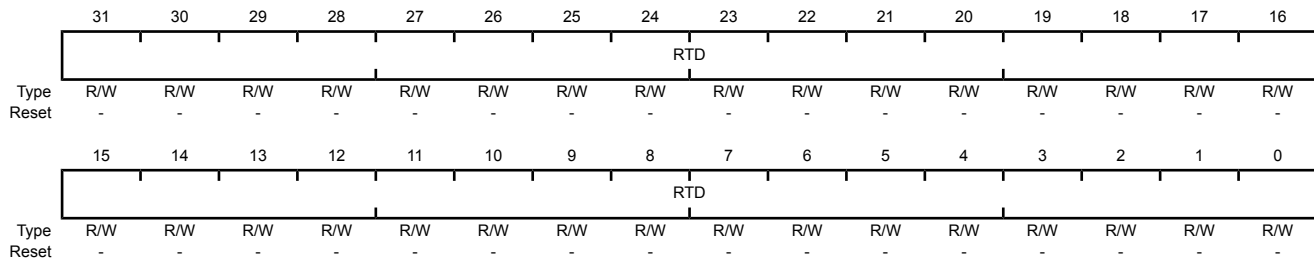 31 30 29 28 27 26 25 24 23 22 21 20 19 18 17 16
RTD
Type R/W R/W R/W R/W R/W R/W R/W R/W R/W R/W R/W R/W R/W R/W R/W R/W
Reset - - - - - - - - - - - - - - - -
15 14 13 12 11 10 9 8 7 6 5 4 3 2 1 0
RTD
Type R/W R/W R/W R/W R/W R/W R/W R/W R/W R/W R/W R/W R/W R/W R/W R/W
Reset - - - - - - - - - - - - - - - -